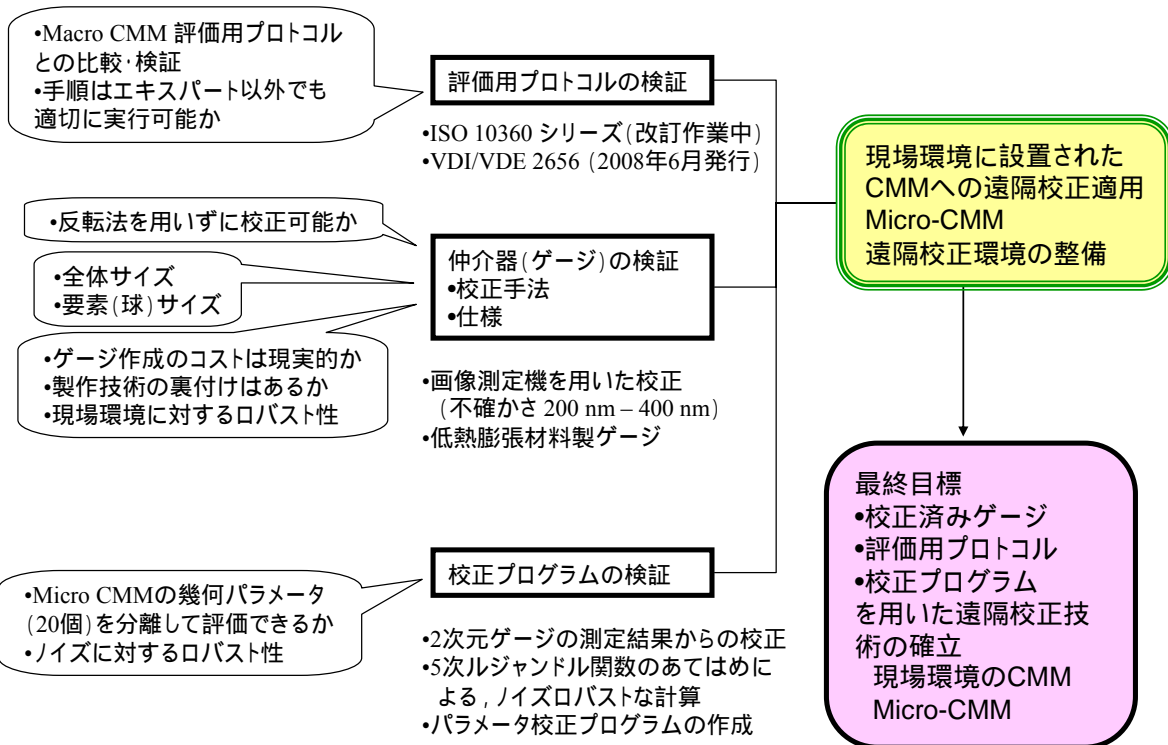 •Macro CMM 評価用プロトコル
との比較･検証
•手順はエキスパート以外でも
適切に実行可能か
評価用プロトコルの検証
•ISO 10360 シリーズ(改訂作業中)
•VDI/VDE 2656 (2008年6月発行)
•反転法を用いずに校正可能か
•全体サイズ
•要素(球)サイズ
•ゲージ作成のコストは現実的か
•製作技術の裏付けはあるか
•現場環境に対するロバスト性
仲介器(ゲージ)の検証
•校正手法
•仕様
•画像測定機を用いた校正
(不確かさ 200 nm – 400 nm)
•低熱膨張材料製ゲージ
•Micro CMMの幾何パラメータ
(20個)を分離して評価できるか
•ノイズに対するロバスト性
校正プログラムの検証
•2次元ゲージの測定結果からの校正
•5次ルジャンドル関数のあてはめに
よる,ノイズロバストな計算
•パラメータ校正プログラムの作成
現場環境に設置された
CMMへの遠隔校正適用
Micro-CMM
遠隔校正環境の整備
最終目標
•校正済みゲージ
•評価用プロトコル
•校正プログラム
を用いた遠隔校正技
術の確立
現場環境のCMM
Micro-CMM